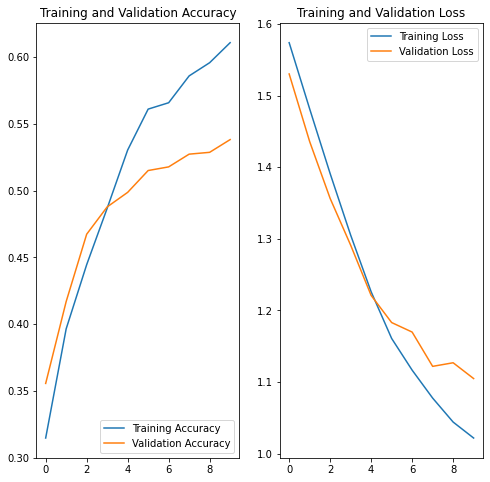 Training and Validation Accuracy
0.60
0.55
0.50
0.45
0.40
0.35
0.30
0 2 4 6 8
Training Accuracy
Validation Accuracy
Training and Validation Loss
1.6
1.5
1.4
1.3
1.2
1.1
1.0
0 2 4 6 8
Training Loss
Validation Loss